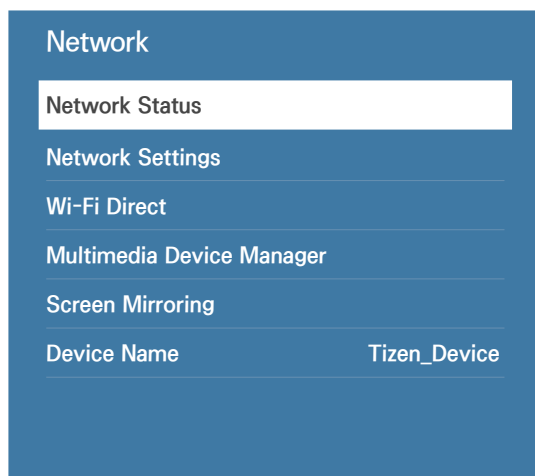 Network
Network Status
Network Settings
Wi-Fi Direct
Multimedia Device Manager
Screen Mirroring
Device Name Tizen_Device